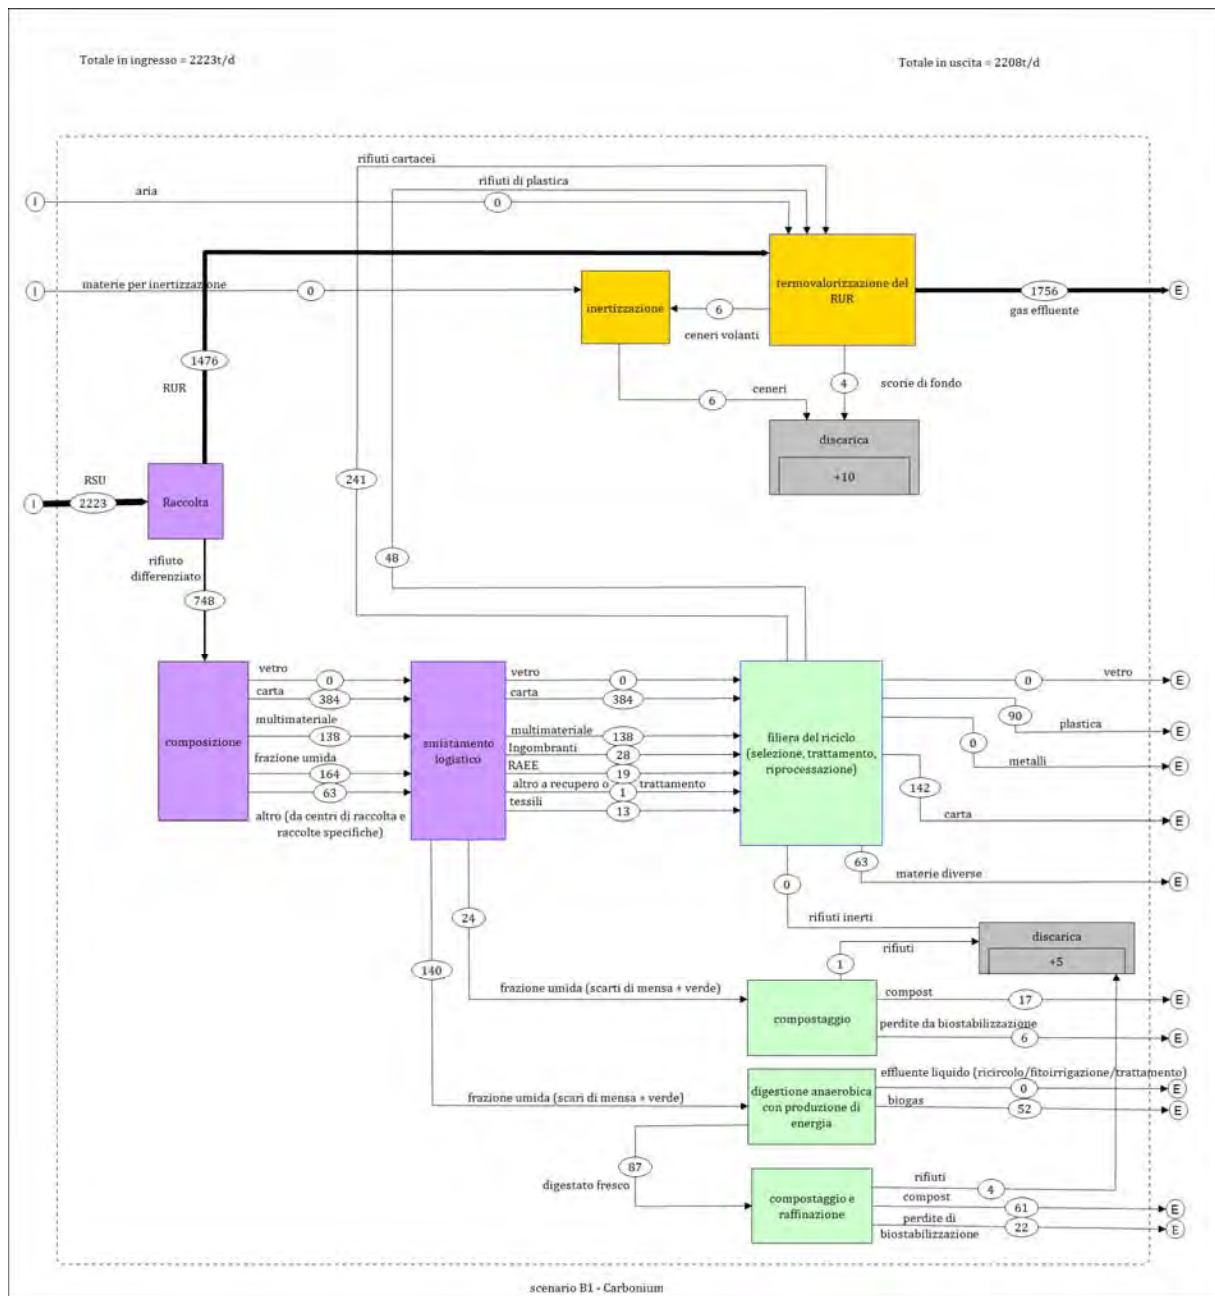 Totale in ingresso = 2223t/d
Totale in uscita = 2208t/d
rifiuti cartacei
rifiuti di plastica
aria
I
0
materie per inertizzazione
I
0
inertizzazione
termovalorizzazione del
RUR
6
ceneri volanti
1756
E
gas effluente
1476
RUR
4
scorie di fondo
ceneri
6
discarica
+10
RSU
I
2223
Raccolta
241
48
rifiuto
differenziato
748
composizione
vetro
0
carta
384
multimateriale
138
frazione umida
164
63
altro (da centri di raccolta e
raccolte specifiche)
smistamento
logistico
vetro
0
carta
384
multimateriale
138
Ingombranti
28
RAEE
19
altro a recupero o trattamento
1
tessili
13
filiera del riciclo
(selezione, trattamento,
riprocessazione)
0
vetro
E
90
plastica
E
0
metalli
E
142
carta
E
63
materie diverse
E
0
rifiuti inerti
24
140
discarica
+5
rifiuti
1
frazione umida (scarti di mensa + verde)
compostaggio
compost
17
E
perdite da biostabilizzazione
6
E
frazione umida (scari di mensa + verde)
digestione anaerobica
con produzione di
energia
effluente liquido (ricircolo/fitoirrigazione/trattamento)
0
E
biogas
52
E
87
digestato fresco
compostaggio e
raffinazione
rifiuti
4
compost
61
E
perdite di
biostabilizzazione
22
E
scenario B1 - Carbonium